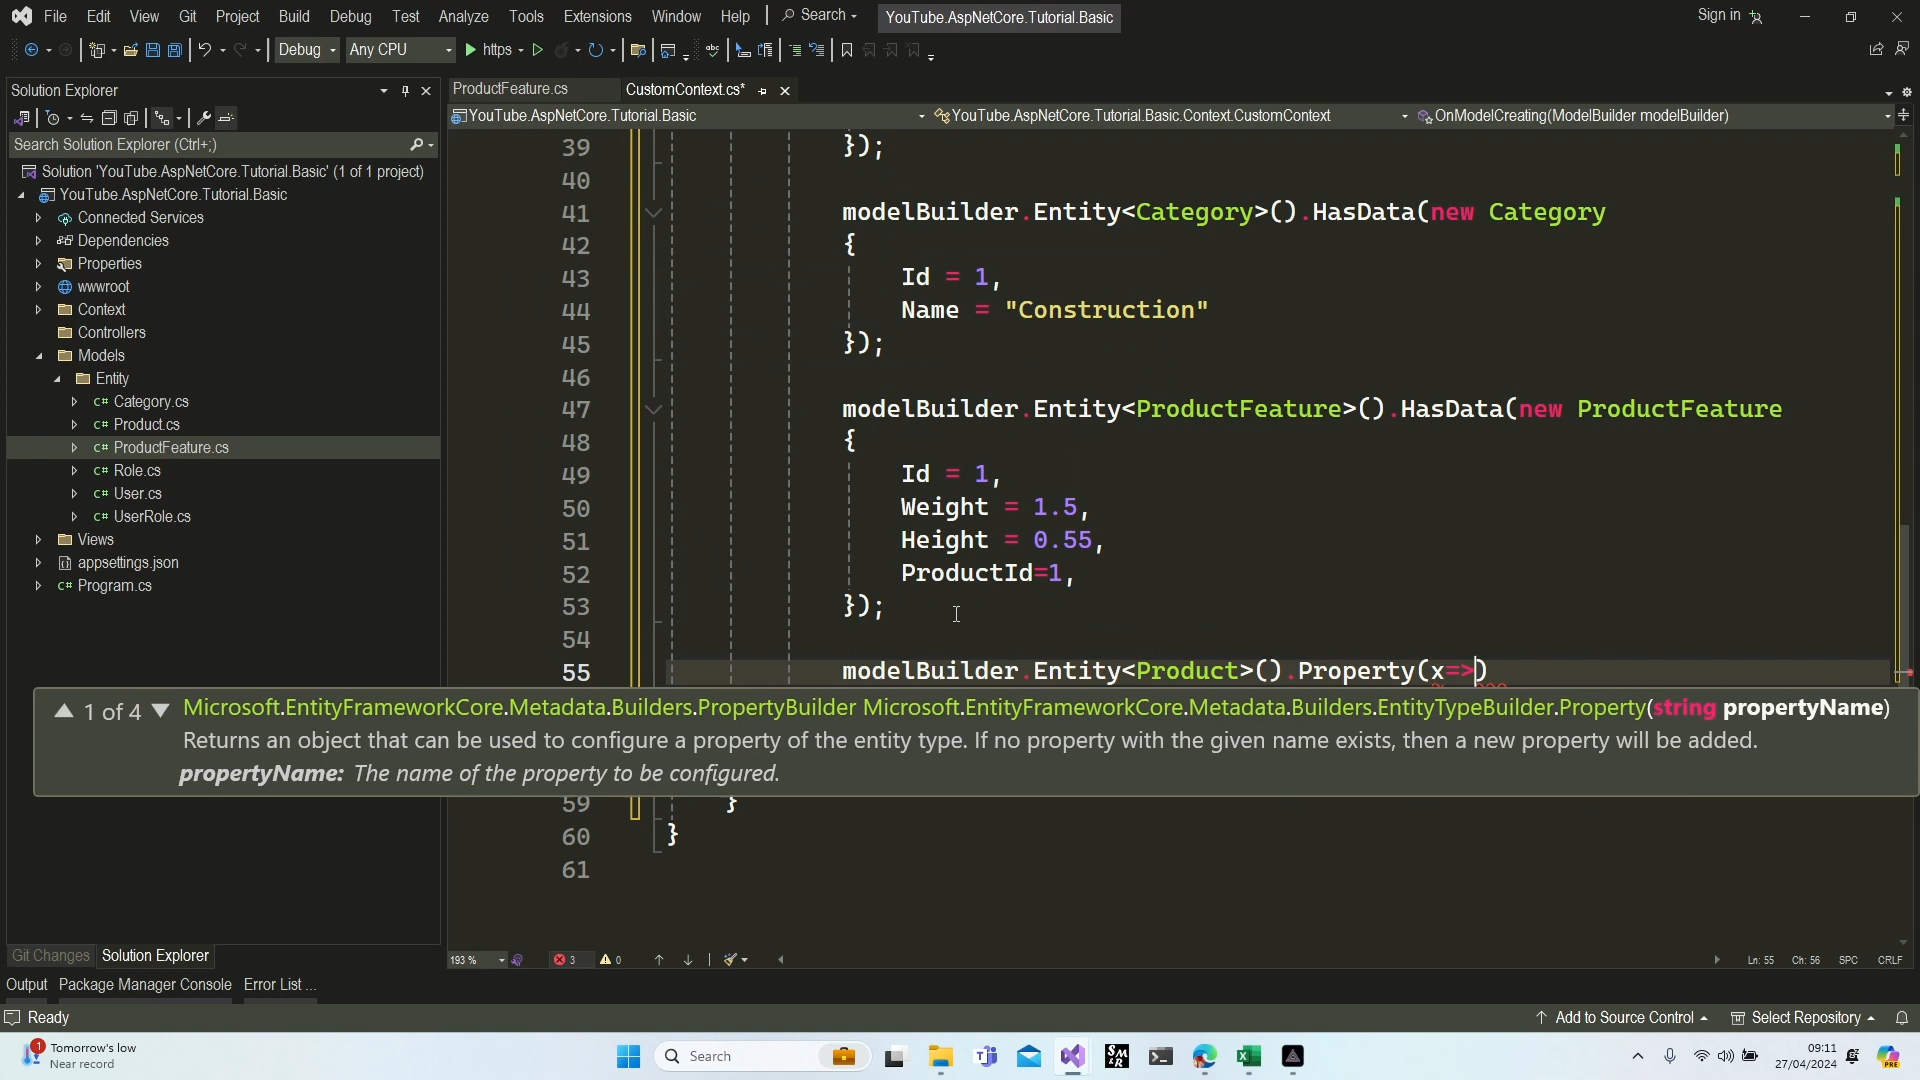 File Edit View Git Project Build Debug Test Analyze Tools Extensions Window Help Search YouTube.AspNetCore.Tutorial.Basic Sign in
Debug Any CPU https
Solution Explorer
Search Solution Explorer (Ctrl+;)
Solution 'YouTube.AspNetCore.Tutorial.Basic' (1 of 1 project)
YouTube.AspNetCore.Tutorial.Basic
Connected Services
Dependencies
Properties
wwwroot
Context
Controllers
Models
Entity
C# Category.cs
C# Product.cs
C# ProductFeature.cs
C# Role.cs
C# User.cs
C# UserRole.cs
Views
appsettings.json
C# Program.cs
Git Changes Solution Explorer
ProductFeature.cs CustomContext.cs*
YouTube.AspNetCore.Tutorial.Basic YouTube.AspNetCore.Tutorial.Basic.Context.CustomContext OnModelCreating(ModelBuilder modelBuilder)
39 });
40
41 modelBuilder.Entity<Category>().HasData(new Category
42 {
43 Id = 1,
44 Name = "Construction"
45 });
46
47 modelBuilder.Entity<ProductFeature>().HasData(new ProductFeature
48 {
49 Id = 1,
50 Weight = 1.5,
51 Height = 0.55,
52 ProductId=1,
53 });
54
55 modelBuilder.Entity<Product>().Property(x=>)
1 of 4 Microsoft.EntityFrameworkCore.Metadata.Builders.PropertyBuilder Microsoft.EntityFrameworkCore.Metadata.Builders.EntityTypeBuilder.Property(string propertyName)
Returns an object that can be used to configure a property of the entity type. If no property with the given name exists, then a new property will be added.
propertyName: The name of the property to be configured.
59 }
60 }
61
193 % 3 0 Ln: 55 Ch: 56 SPC CRLF
Output Package Manager Console Error List ...
Ready Add to Source Control Select Repository
1 Tomorrow's low
Near record
Search
09:11
27/04/2024